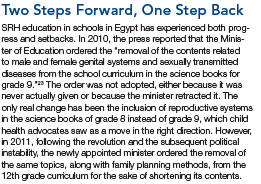 Two Steps Forward, One Step Back
SRH education in schools in Egypt has experienced both prog-
ress and setbacks. In 2010, the press reported that the Minis-
ter of Education ordered the "removal of the contents related
to male and female genital systems and sexually transmitted
diseases from the school curriculum in the science books for
grade 9."²⁹ The order was not adopted, either because it was
never actually given or because the minister retracted it. The
only real change has been the inclusion of reproductive systems
in the science books of grade 8 instead of grade 9, which child
health advocates saw as a move in the right direction. However,
in 2011, following the revolution and the subsequent political
instability, the newly appointed minister ordered the removal of
the same topics, along with family planning methods, from the
12th grade curriculum for the sake of shortening its contents.